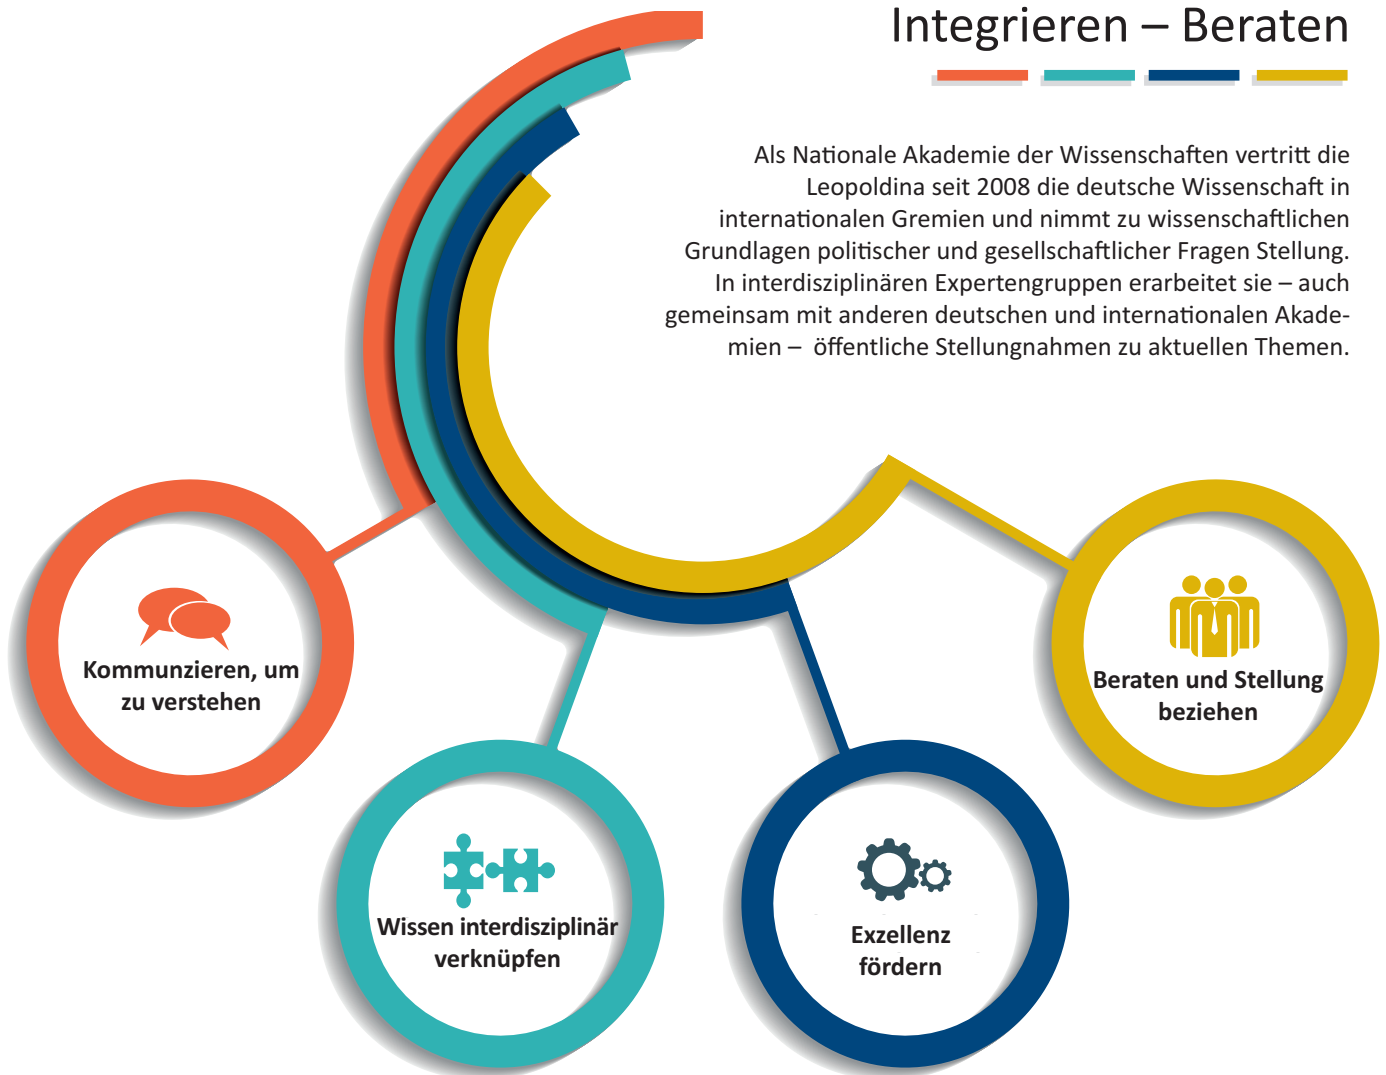 Integrieren – Beraten
Als Nationale Akademie der Wissenschaften vertritt die
Leopoldina seit 2008 die deutsche Wissenschaft in
internationalen Gremien und nimmt zu wissenschaftlichen
Grundlagen politischer und gesellschaftlicher Fragen Stellung.
In interdisziplinären Expertengruppen erarbeitet sie – auch
gemeinsam mit anderen deutschen und internationalen Akade-
mien – öffentliche Stellungnahmen zu aktuellen Themen.
Kommunzieren, um
zu verstehen
Wissen interdisziplinär
verknüpfen
Exzellenz
fördern
Beraten und Stellung
beziehen